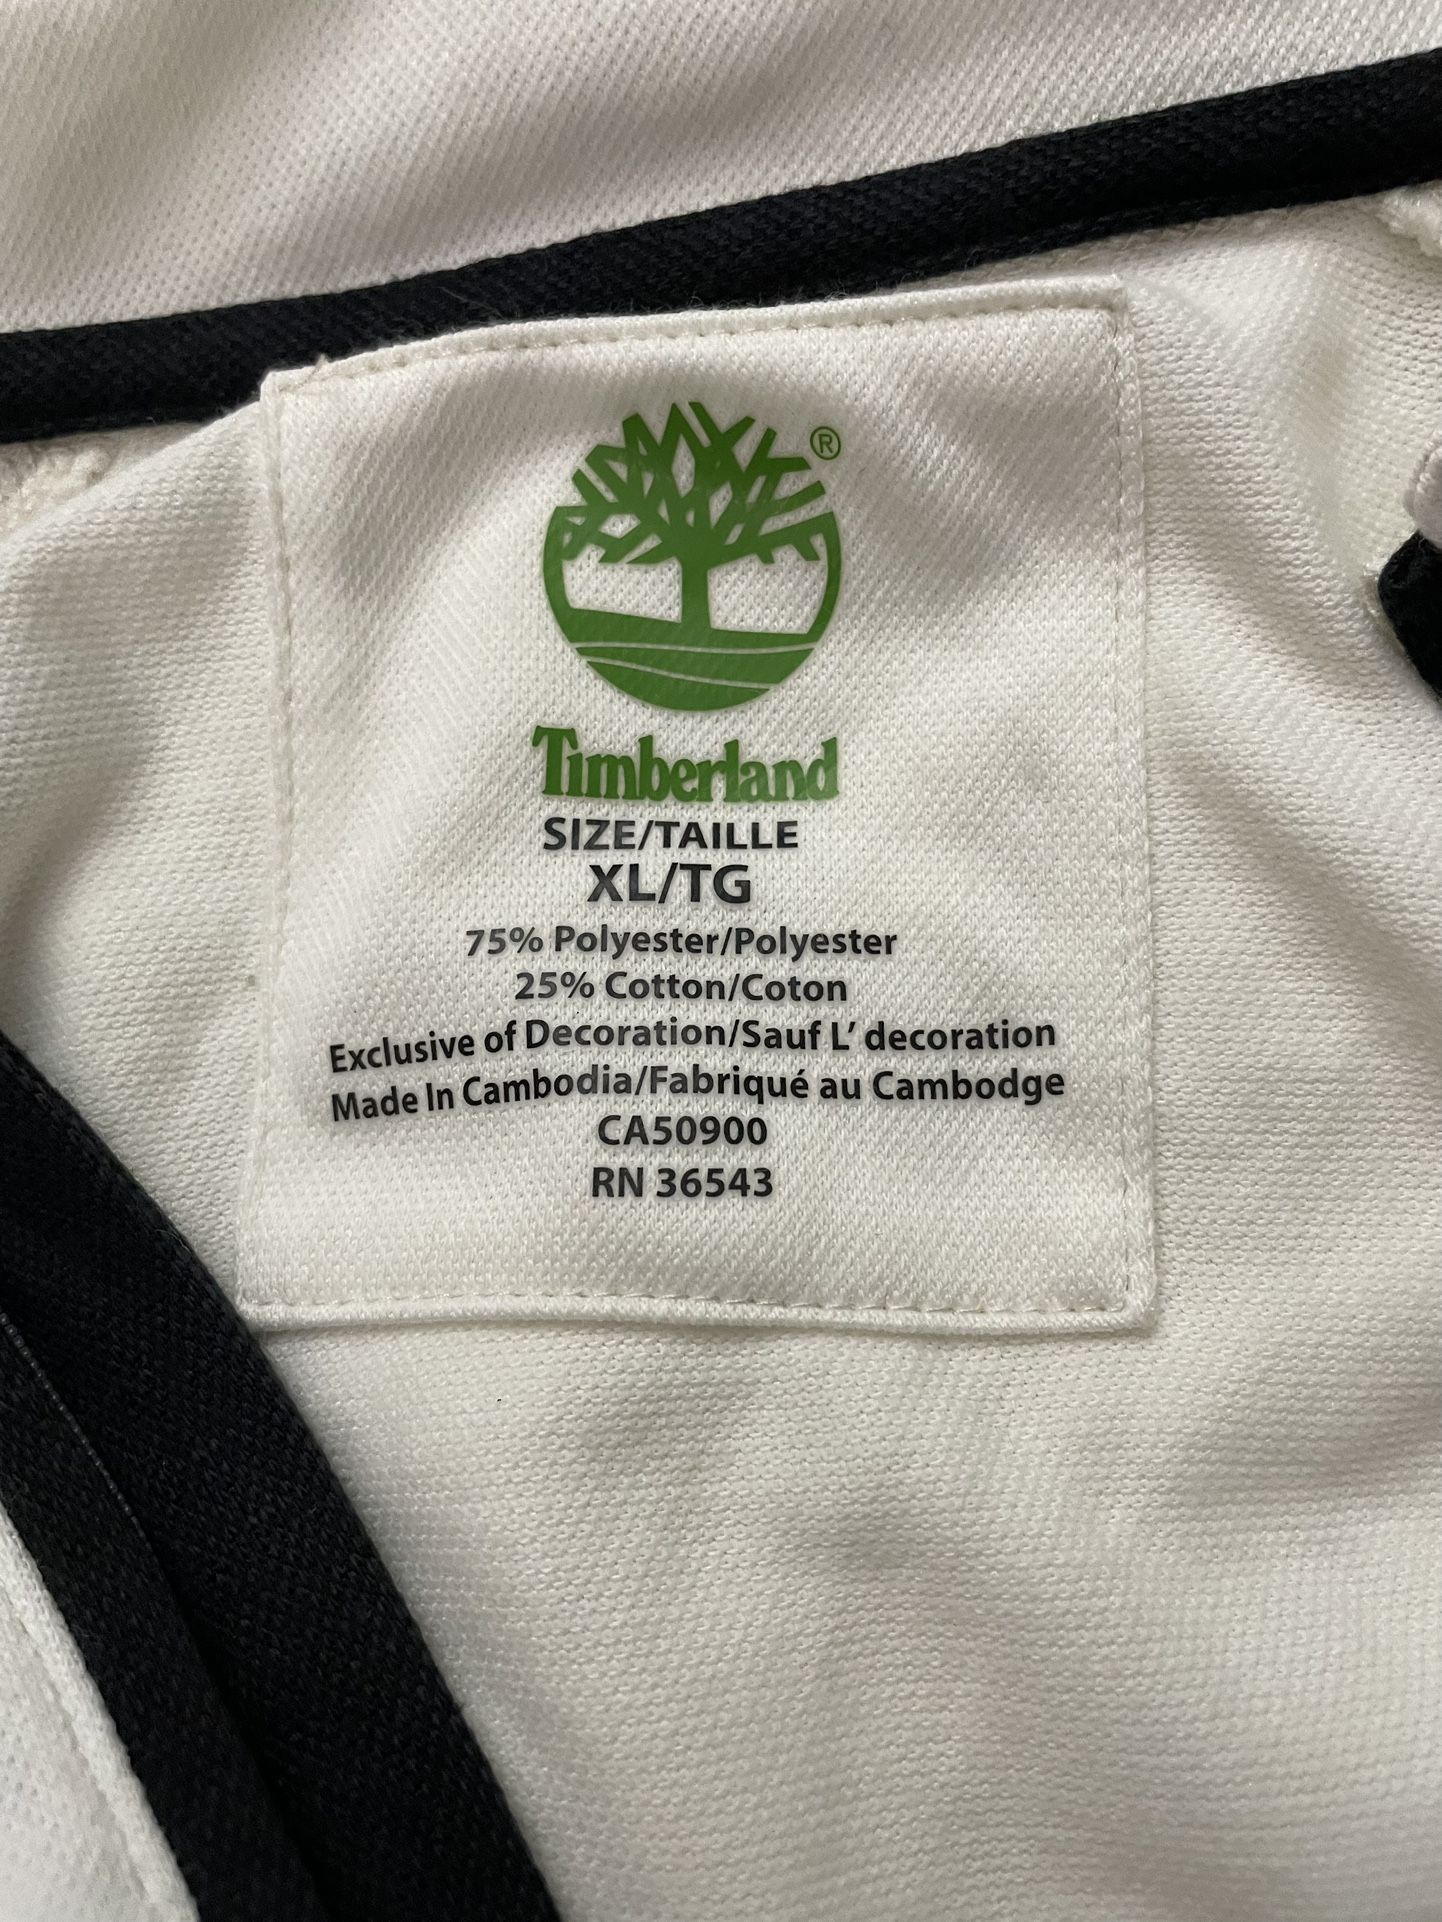 ®
Timberland
SIZE/TAILLE
XL/TG
75% Polyester/Polyester
25% Cotton/Coton
Exclusive of Decoration/Sauf L' decoration
Made In Cambodia/Fabriqué au Cambodge
CA50900
RN 36543